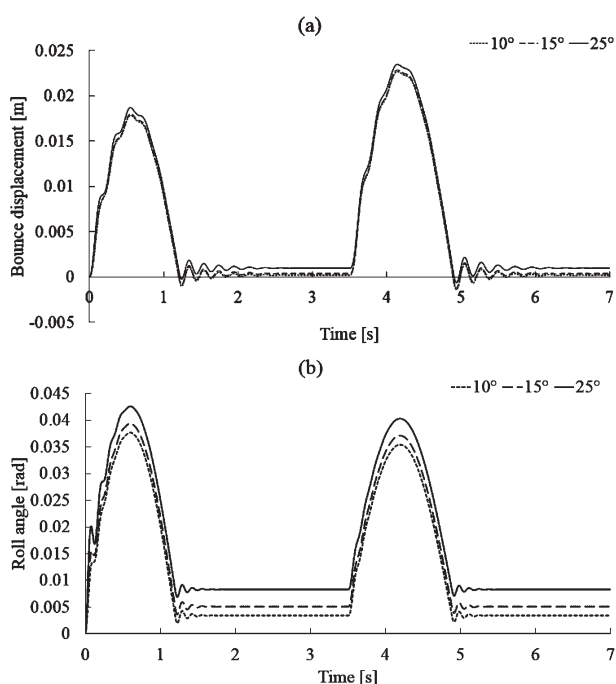 (a)
10° 15° 25°
Bounce displacement [m]
0.025
0.02
0.015
0.01
0.005
0
-0.005
0 1 2 3 4 5 6 7
Time [s]
(b)
10° 15° 25°
Roll angle [rad]
0.045
0.04
0.035
0.03
0.025
0.02
0.015
0.01
0.005
0
0 1 2 3 4 5 6 7
Time [s]